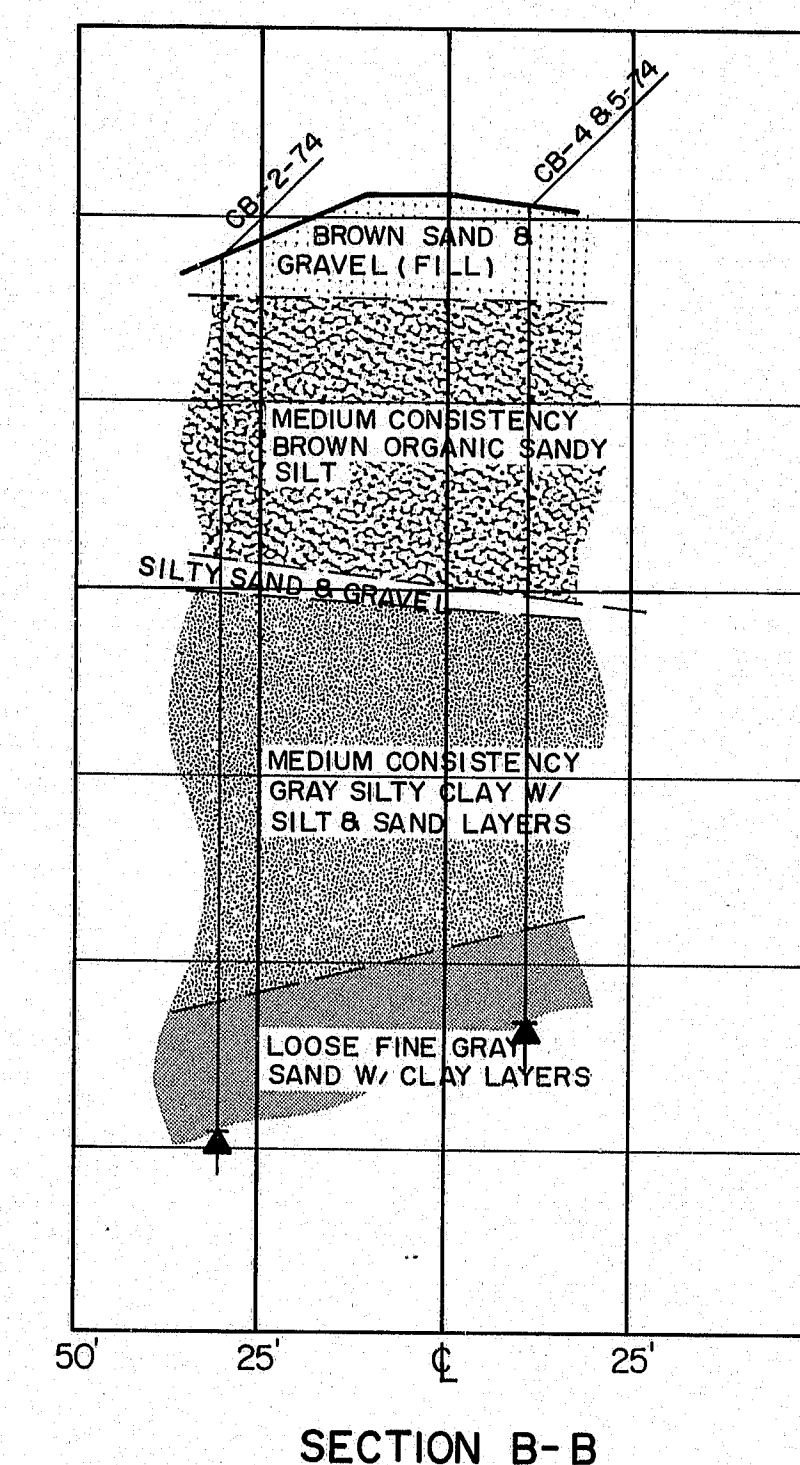 CB-2-74
CB-4 & 5-74
BROWN SAND &
GRAVEL (FILL)
MEDIUM CONSISTENCY
BROWN ORGANIC SANDY
SILT
SILTY SAND & GRAVEL
MEDIUM CONSISTENCY
GRAY SILTY CLAY W/
SILT & SAND LAYERS
LOOSE FINE GRAY
SAND W/ CLAY LAYERS
50' 25' ℄ 25'
SECTION B-B